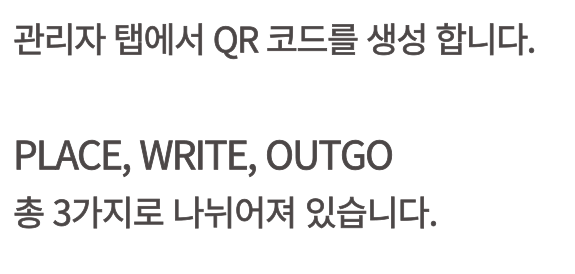 관리자 탭에서 QR 코드를 생성 합니다.
PLACE, WRITE, OUTGO
총 3가지로 나뉘어져 있습니다.